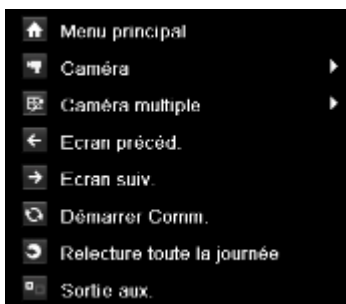 Menu principal
Caméra
Caméra multiple
Ecran précéd.
Ecran suiv.
Démarrer Comm.
Relecture toute la journée
Sortie aux.